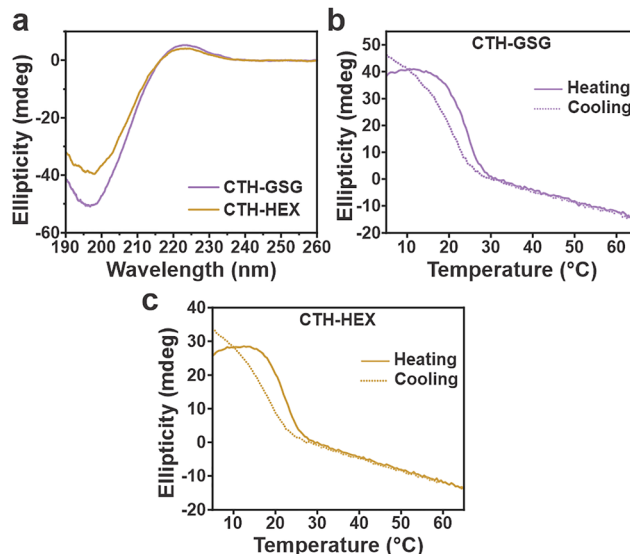 a
0
-20
-40
-60
190 200 210 220 230 240 250 260
Ellipticity (mdeg)
Wavelength (nm)
CTH-GSG
CTH-HEX
b
CTH-GSG
50
40
30
20
10
0
-10
-20
10 20 30 40 50 60
Ellipticity (mdeg)
Temperature (°C)
Heating
Cooling
c
CTH-HEX
40
30
20
10
0
-10
-20
10 20 30 40 50 60
Ellipticity (mdeg)
Temperature (°C)
Heating
Cooling